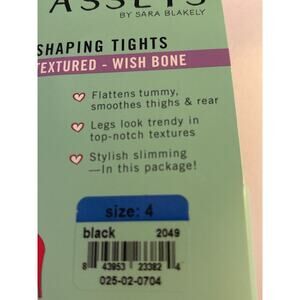 ASSETS
BY SARA BLAKELY
SHAPING TIGHTS
TEXTURED - WISH BONE
Flattens tummy,
smoothes thighs & rear
Legs look trendy in
top-notch textures
Stylish slimming
—In this package!
size: 4
black 2049
8 43953 23382 4
025-02-0704